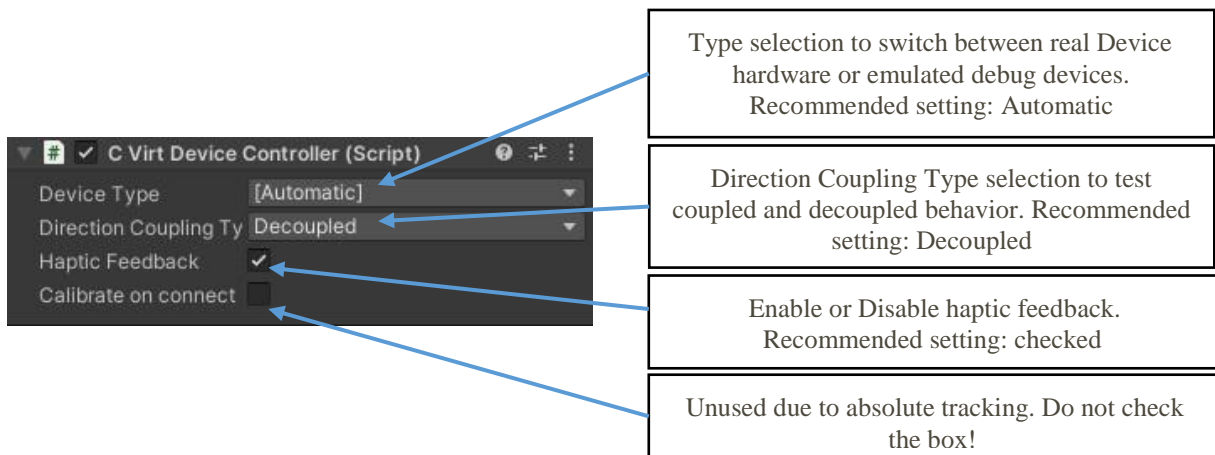 Type selection to switch between real Device
hardware or emulated debug devices.
Recommended setting: Automatic
# C Virt Device Controller (Script)
Device Type [Automatic]
Direction Coupling Ty Decoupled
Haptic Feedback
Calibrate on connect
Direction Coupling Type selection to test
coupled and decoupled behavior. Recommended
setting: Decoupled
Enable or Disable haptic feedback.
Recommended setting: checked
Unused due to absolute tracking. Do not check
the box!